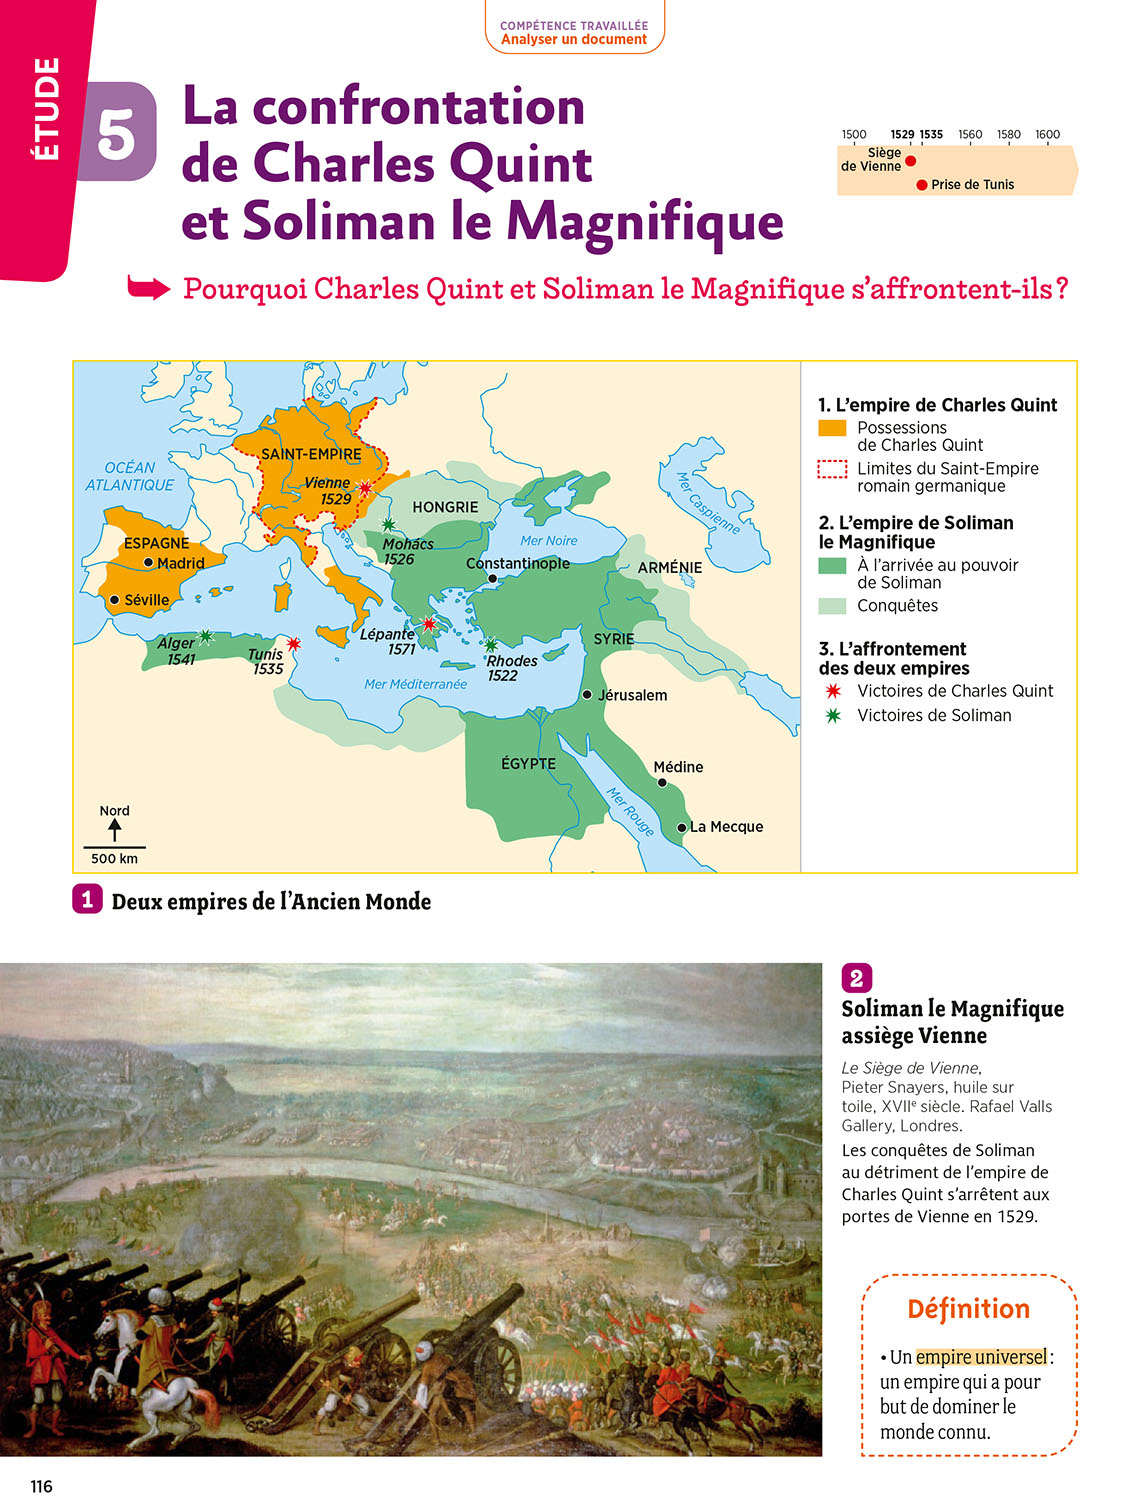 COMPÉTENCE TRAVAILLÉE
Analyser un document
ÉTUDE
5
La confrontation
de Charles Quint
et Soliman le Magnifique
1500 1529 1535 1560 1580 1600
Siège
de Vienne
Prise de Tunis
Pourquoi Charles Quint et Soliman le Magnifique s’affrontent-ils ?
OCÉAN
ATLANTIQUE
SAINT-EMPIRE
Vienne
1529
HONGRIE
Mohács
1526
ESPAGNE
Madrid
Séville
Mer Noire
Constantinople
Mer Caspienne
ARMÉNIE
Alger
1541
Tunis
1535
Lépante
1571
Rhodes
1522
SYRIE
Mer Méditerranée
Jérusalem
ÉGYPTE
Médine
Mer Rouge
La Mecque
Nord
500 km
1. L’empire de Charles Quint
Possessions
de Charles Quint
Limites du Saint-Empire
romain germanique
2. L’empire de Soliman
le Magnifique
À l’arrivée au pouvoir
de Soliman
Conquêtes
3. L’affrontement
des deux empires
Victoires de Charles Quint
Victoires de Soliman
1 Deux empires de l’Ancien Monde
2
Soliman le Magnifique
assiège Vienne
Le Siège de Vienne,
Pieter Snayers, huile sur
toile, XVIIe siècle. Rafael Valls
Gallery, Londres.
Les conquêtes de Soliman
au détriment de l’empire de
Charles Quint s’arrêtent aux
portes de Vienne en 1529.
Définition
• Un empire universel :
un empire qui a pour
but de dominer le
monde connu.
116